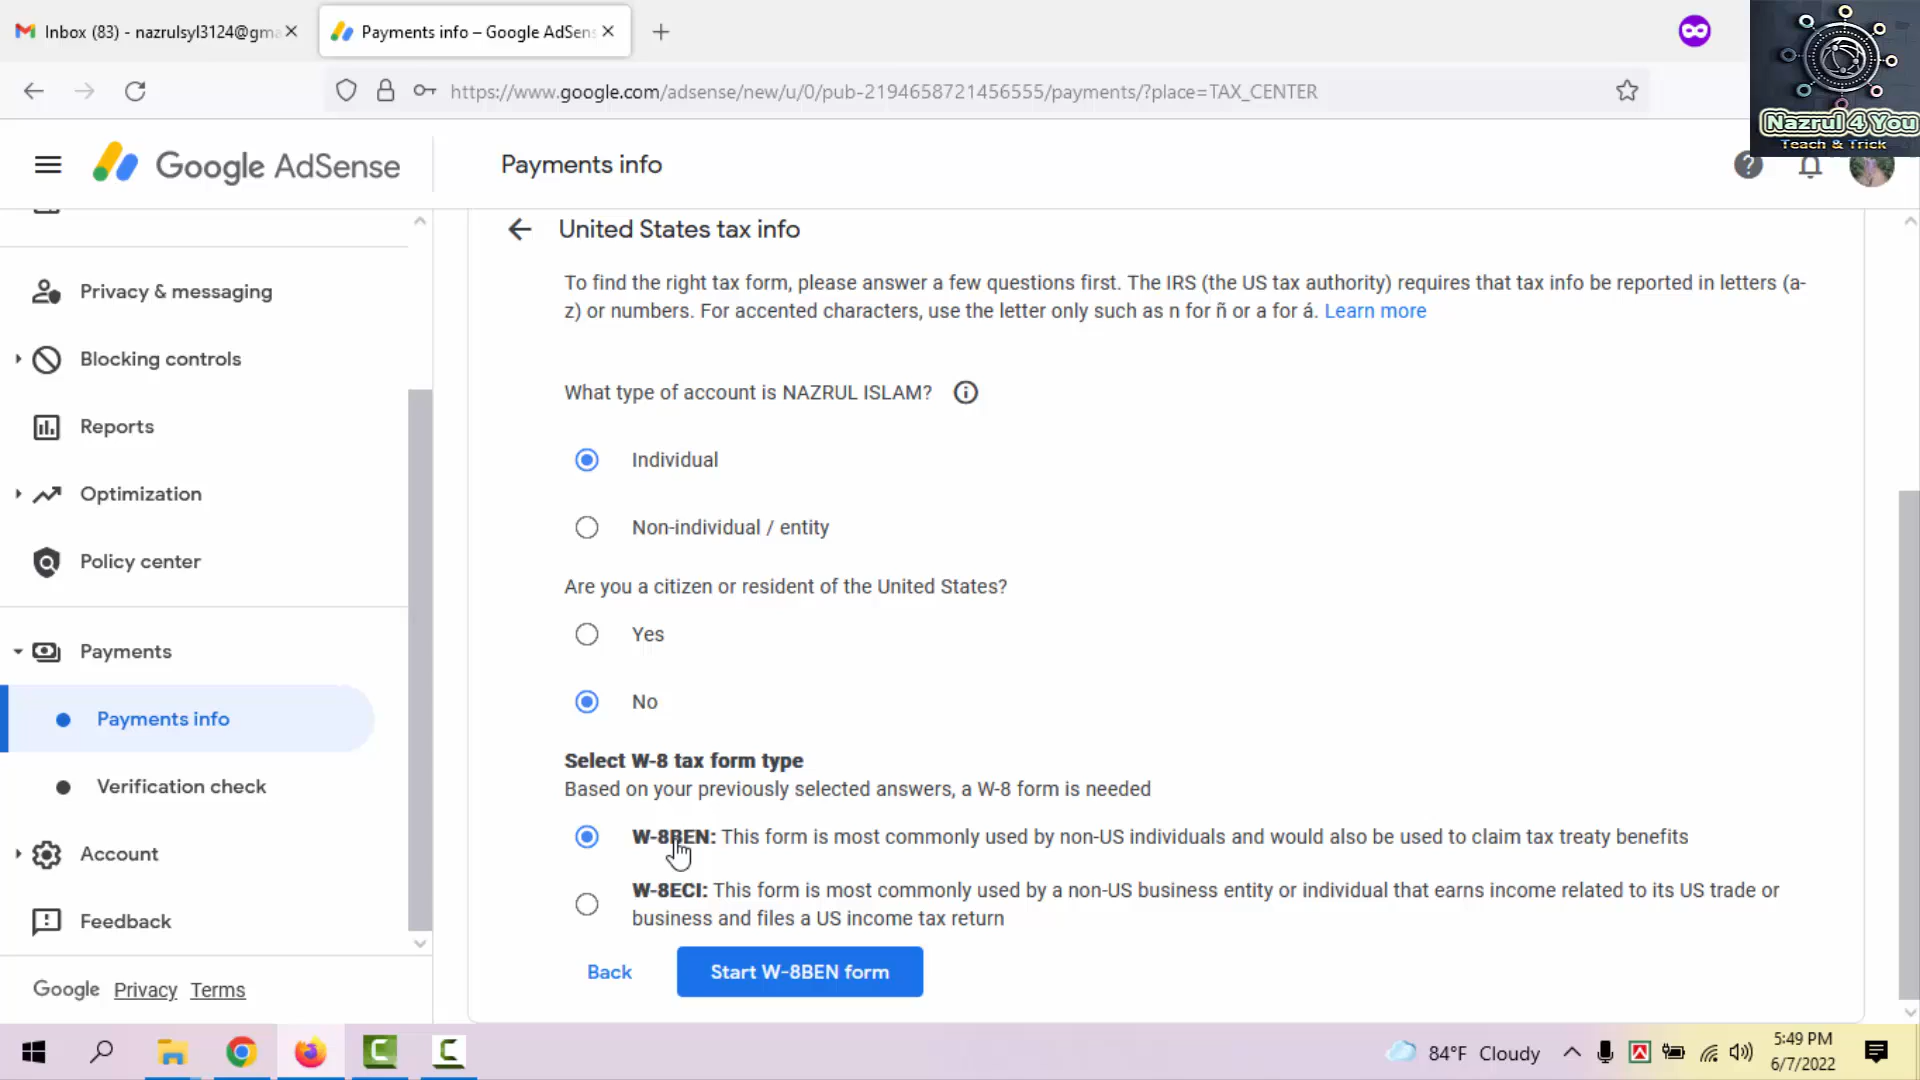 Inbox (83) - nazrulsyl3124@gma
Payments info – Google AdSens
https://www.google.com/adsense/new/u/0/pub-2194658721456555/payments/?place=TAX_CENTER
Nazrul 4 You
Teach & Trick
Google AdSense
Payments info
Privacy & messaging
Blocking controls
Reports
Optimization
Policy center
Payments
Payments info
Verification check
Account
Feedback
Google Privacy Terms
United States tax info
To find the right tax form, please answer a few questions first. The IRS (the US tax authority) requires that tax info be reported in letters (a-
z) or numbers. For accented characters, use the letter only such as n for ñ or a for á. Learn more
What type of account is NAZRUL ISLAM?
Individual
Non-individual / entity
Are you a citizen or resident of the United States?
Yes
No
Select W-8 tax form type
Based on your previously selected answers, a W-8 form is needed
W-8BEN: This form is most commonly used by non-US individuals and would also be used to claim tax treaty benefits
W-8ECI: This form is most commonly used by a non-US business entity or individual that earns income related to its US trade or
business and files a US income tax return
Back
Start W-8BEN form
84°F Cloudy
5:49 PM
6/7/2022